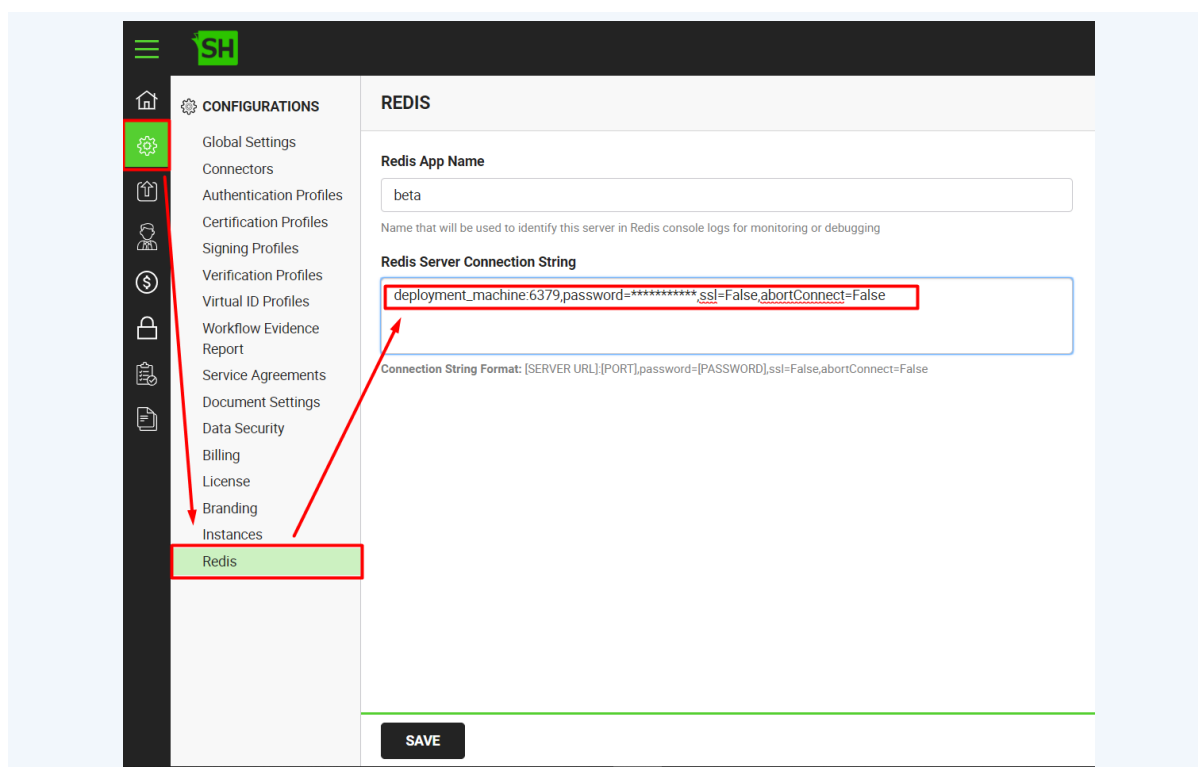 SH
CONFIGURATIONS
Global Settings
Connectors
Authentication Profiles
Certification Profiles
Signing Profiles
Verification Profiles
Virtual ID Profiles
Workflow Evidence
Report
Service Agreements
Document Settings
Data Security
Billing
License
Branding
Instances
Redis
REDIS
Redis App Name
beta
Name that will be used to identify this server in Redis console logs for monitoring or debugging
Redis Server Connection String
deployment_machine:6379,password=***********,ssl=False,abortConnect=False
Connection String Format: [SERVER URL]:[PORT],password=[PASSWORD],ssl=False,abortConnect=False
SAVE